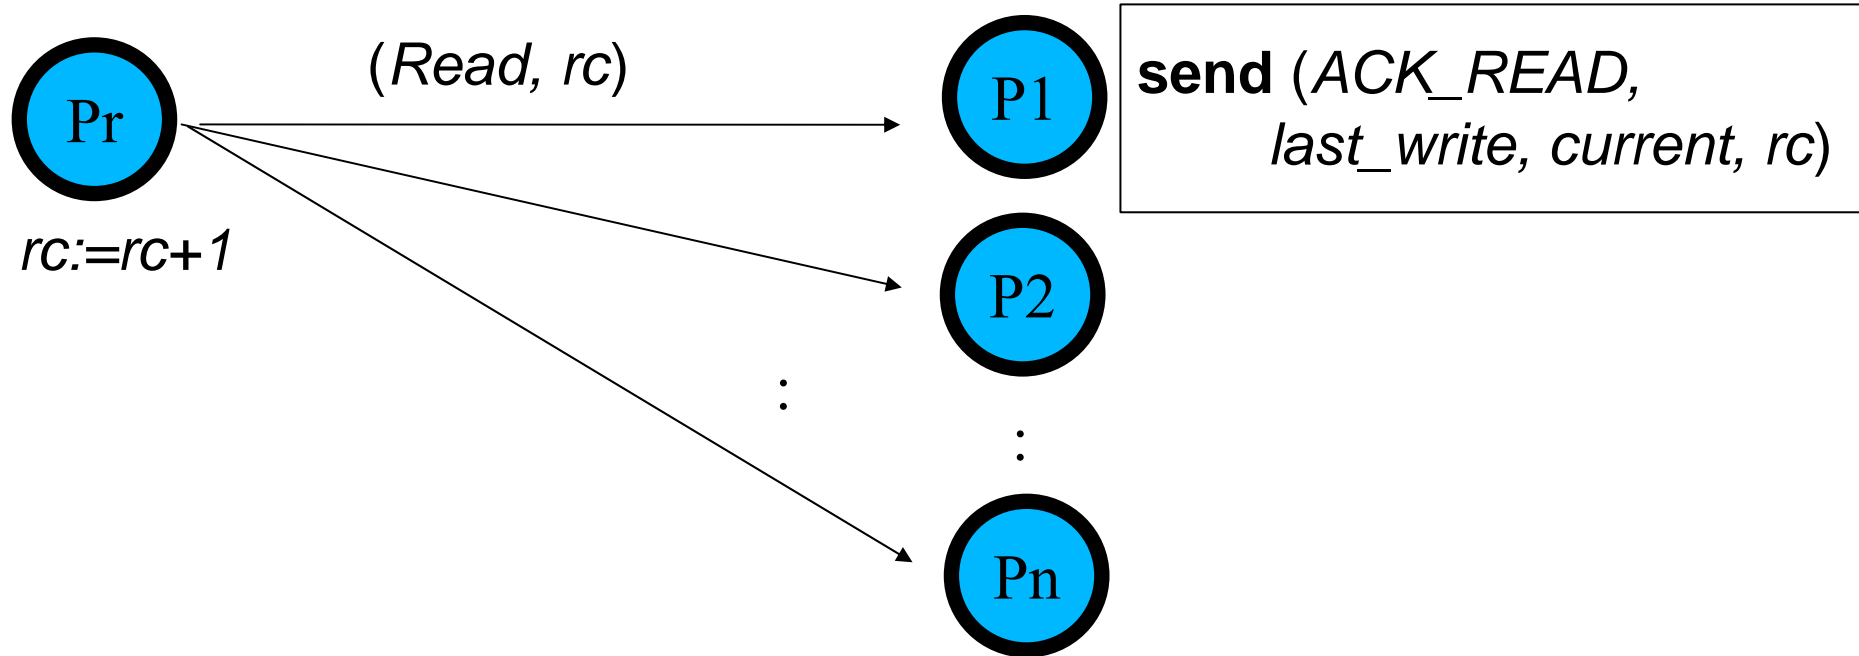 (Read, rc)
Pr
rc:=rc+1
P1
send (ACK_READ,
last_write, current, rc)
P2
:
:
Pn